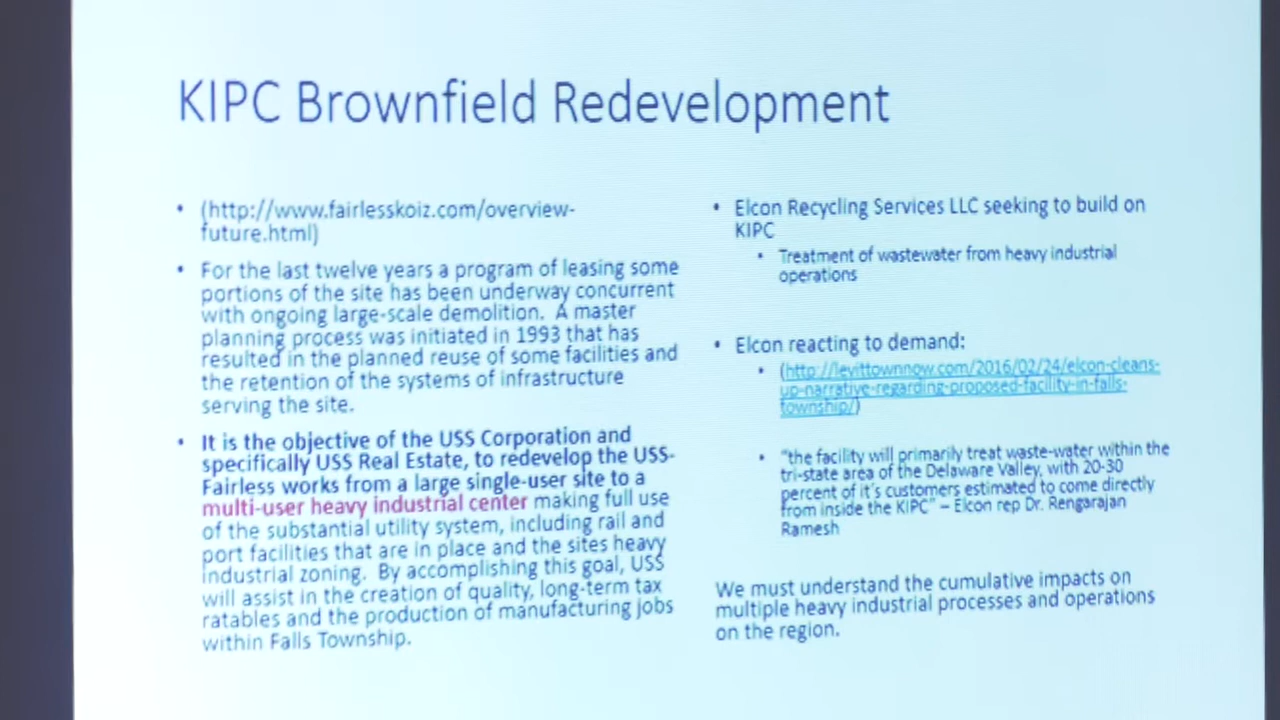 KIPC Brownfield Redevelopment
• (http://www.fairlesskoiz.com/overview-
future.html)
• For the last twelve years a program of leasing some
portions of the site has been underway concurrent
with ongoing large-scale demolition. A master
planning process was initiated in 1993 that has
resulted in the planned reuse of some facilities and
the retention of the systems of infrastructure
serving the site.
• It is the objective of the USS Corporation and
specifically USS Real Estate, to redevelop the USS-
Fairless works from a large single-user site to a
multi-user heavy industrial center making full use
of the substantial utility system, including rail and
port facilities that are in place and the sites heavy
industrial zoning. By accomplishing this goal, USS
will assist in the creation of quality, long-term tax
ratables and the production of manufacturing jobs
within Falls Township.
• Elcon Recycling Services LLC seeking to build on
KIPC
• Treatment of wastewater from heavy industrial
operations
• Elcon reacting to demand:
• (http://levittownnow.com/2016/02/24/elcon-cleans-
up-narrative-regarding-proposed-facility-in-falls-
township/)
• "the facility will primarily treat waste-water within the
tri-state area of the Delaware Valley, with 20-30
percent of it's customers estimated to come directly
from inside the KIPC" – Elcon rep Dr. Rengarajan
Ramesh
We must understand the cumulative impacts on
multiple heavy industrial processes and operations
on the region.